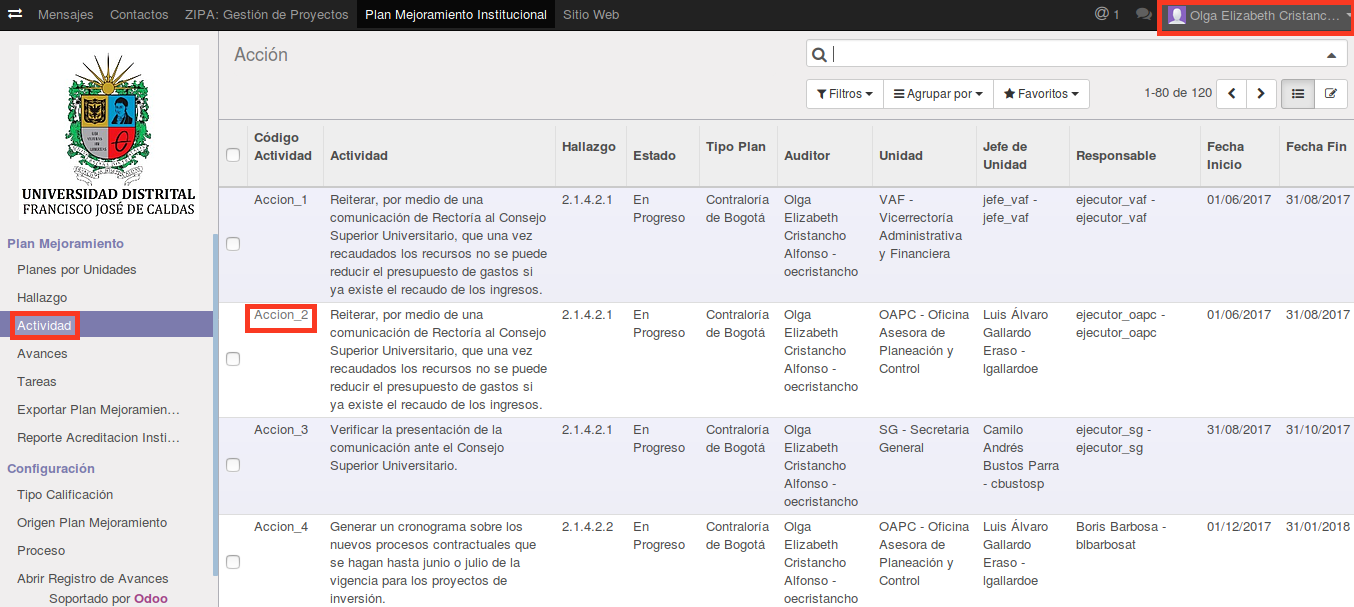 Mensajes Contactos ZIPA: Gestión de Proyectos Plan Mejoramiento Institucional Sitio Web @ 1 Olga Elizabeth Cristanc...
UNIVERSIDAD DISTRITAL
FRANCISCO JOSÉ DE CALDAS
Plan Mejoramiento
Planes por Unidades
Hallazgo
Actividad
Avances
Tareas
Exportar Plan Mejoramien...
Reporte Acreditacion Insti...
Configuración
Tipo Calificación
Origen Plan Mejoramiento
Proceso
Abrir Registro de Avances
Soportado por Odoo
Acción
Filtros Agrupar por Favoritos 1-80 de 120
Código Actividad
Actividad
Hallazgo
Estado
Tipo Plan
Auditor
Unidad
Jefe de
Unidad
Responsable
Fecha
Inicio
Fecha Fin
Accion_1
Reiterar, por medio de una
comunicación de Rectoría al Consejo
Superior Universitario, que una vez
recaudados los recursos no se puede
reducir el presupuesto de gastos si
ya existe el recaudo de los ingresos.
2.1.4.2.1
En
Progreso
Contraloría
de Bogotá
Olga
Elizabeth
Cristancho
Alfonso -
oecristancho
VAF -
Vicerrectoría
Administrativa
y Financiera
jefe_vaf -
jefe_vaf
ejecutor_vaf -
ejecutor_vaf
01/06/2017
31/08/2017
Accion_2
Reiterar, por medio de una
comunicación de Rectoría al Consejo
Superior Universitario, que una vez
recaudados los recursos no se puede
reducir el presupuesto de gastos si
ya existe el recaudo de los ingresos.
2.1.4.2.1
En
Progreso
Contraloría
de Bogotá
Olga
Elizabeth
Cristancho
Alfonso -
oecristancho
OAPC - Oficina
Asesora de
Planeación y
Control
Luis Álvaro
Gallardo
Eraso -
lgallardoe
ejecutor_oapc -
ejecutor_oapc
01/06/2017
31/08/2017
Accion_3
Verificar la presentación de la
comunicación ante el Consejo
Superior Universitario.
2.1.4.2.1
En
Progreso
Contraloría
de Bogotá
Olga
Elizabeth
Cristancho
Alfonso -
oecristancho
SG - Secretaria
General
Camilo
Andrés
Bustos Parra
- cbustosp
ejecutor_sg -
ejecutor_sg
31/08/2017
31/10/2017
Accion_4
Generar un cronograma sobre los
nuevos procesos contractuales que
se hagan hasta junio o julio de la
vigencia para los proyectos de
inversión.
2.1.4.2.2
En
Progreso
Contraloría
de Bogotá
Olga
Elizabeth
Cristancho
Alfonso -
oecristancho
OAPC - Oficina
Asesora de
Planeación y
Control
Luis Álvaro
Gallardo
Eraso -
lgallardoe
Boris Barbosa -
blbarbosat
01/12/2017
31/01/2018